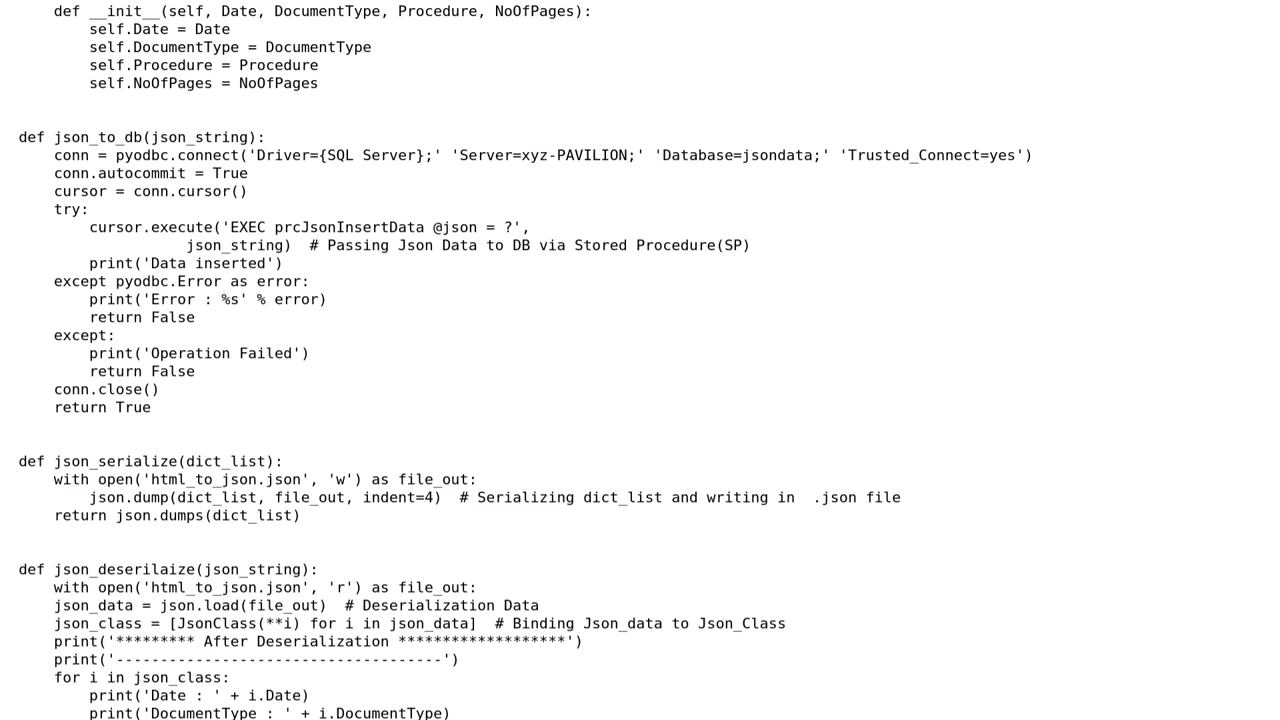 def __init__(self, Date, DocumentType, Procedure, NoOfPages):
        self.Date = Date
        self.DocumentType = DocumentType
        self.Procedure = Procedure
        self.NoOfPages = NoOfPages
def json_to_db(json_string):
    conn = pyodbc.connect('Driver={SQL Server};' 'Server=xyz-PAVILION;' 'Database=jsondata;' 'Trusted_Connect=yes')
    conn.autocommit = True
    cursor = conn.cursor()
    try:
        cursor.execute('EXEC prcJsonInsertData @json = ?',
                   json_string)  # Passing Json Data to DB via Stored Procedure(SP)
        print('Data inserted')
    except pyodbc.Error as error:
        print('Error : %s' % error)
        return False
    except:
        print('Operation Failed')
        return False
    conn.close()
    return True
def json_serialize(dict_list):
    with open('html_to_json.json', 'w') as file_out:
        json.dump(dict_list, file_out, indent=4)  # Serializing dict_list and writing in  .json file
    return json.dumps(dict_list)
def json_deserilaize(json_string):
    with open('html_to_json.json', 'r') as file_out:
    json_data = json.load(file_out)  # Deserialization Data
    json_class = [JsonClass(**i) for i in json_data]  # Binding Json_data to Json_Class
    print('********* After Deserialization *******************')
    print('-------------------------------------')
    for i in json_class:
        print('Date : ' + i.Date)
        print('DocumentType : ' + i.DocumentType)